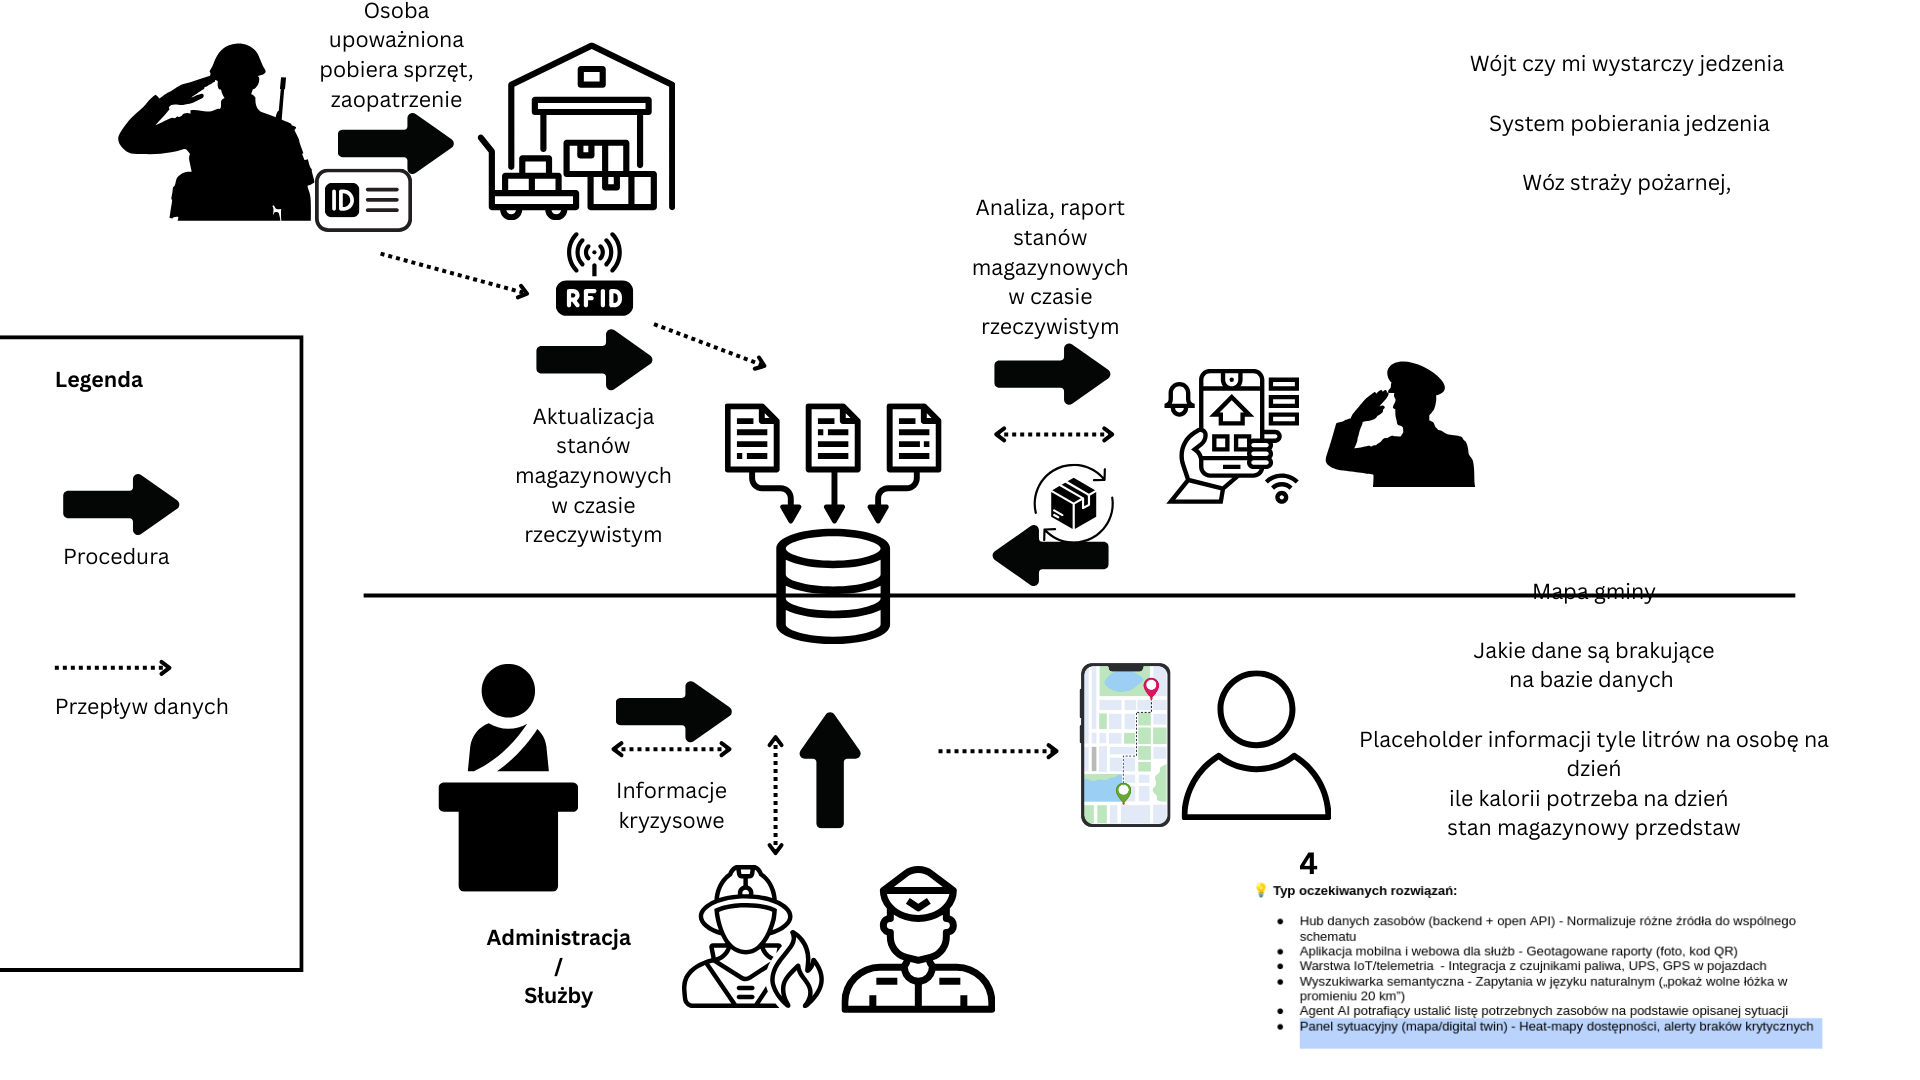 Osoba
upoważniona
pobiera sprzęt,
zaopatrzenie
ID
RFID
Wójt czy mi wystarczy jedzenia
System pobierania jedzenia
Wóz straży pożarnej,
Analiza, raport
stanów
magazynowych
w czasie
rzeczywistym
Legenda
Procedura
Przepływ danych
Aktualizacja
stanów
magazynowych
w czasie
rzeczywistym
Mapa gminy
Jakie dane są brakujące
na bazie danych
Placeholder informacji tyle litrów na osobę na
dzień
ile kalorii potrzeba na dzień
stan magazynowy przedstaw
Informacje
kryzysowe
Administracja
/
Służby
4
💡 Typ oczekiwanych rozwiązań:
● Hub danych zasobów (backend + open API) - Normalizuje różne źródła do wspólnego
schematu
● Aplikacja mobilna i webowa dla służb - Geotagowane raporty (foto, kod QR)
● Warstwa IoT/telemetria - Integracja z czujnikami paliwa, UPS, GPS w pojazdach
● Wyszukiwarka semantyczna - Zapytania w języku naturalnym („pokaż wolne łóżka w
promieniu 20 km”)
● Agent AI potrafiący ustalić listę potrzebnych zasobów na podstawie opisanej sytuacji
● Panel sytuacyjny (mapa/digital twin) - Heat-mapy dostępności, alerty braków krytycznych